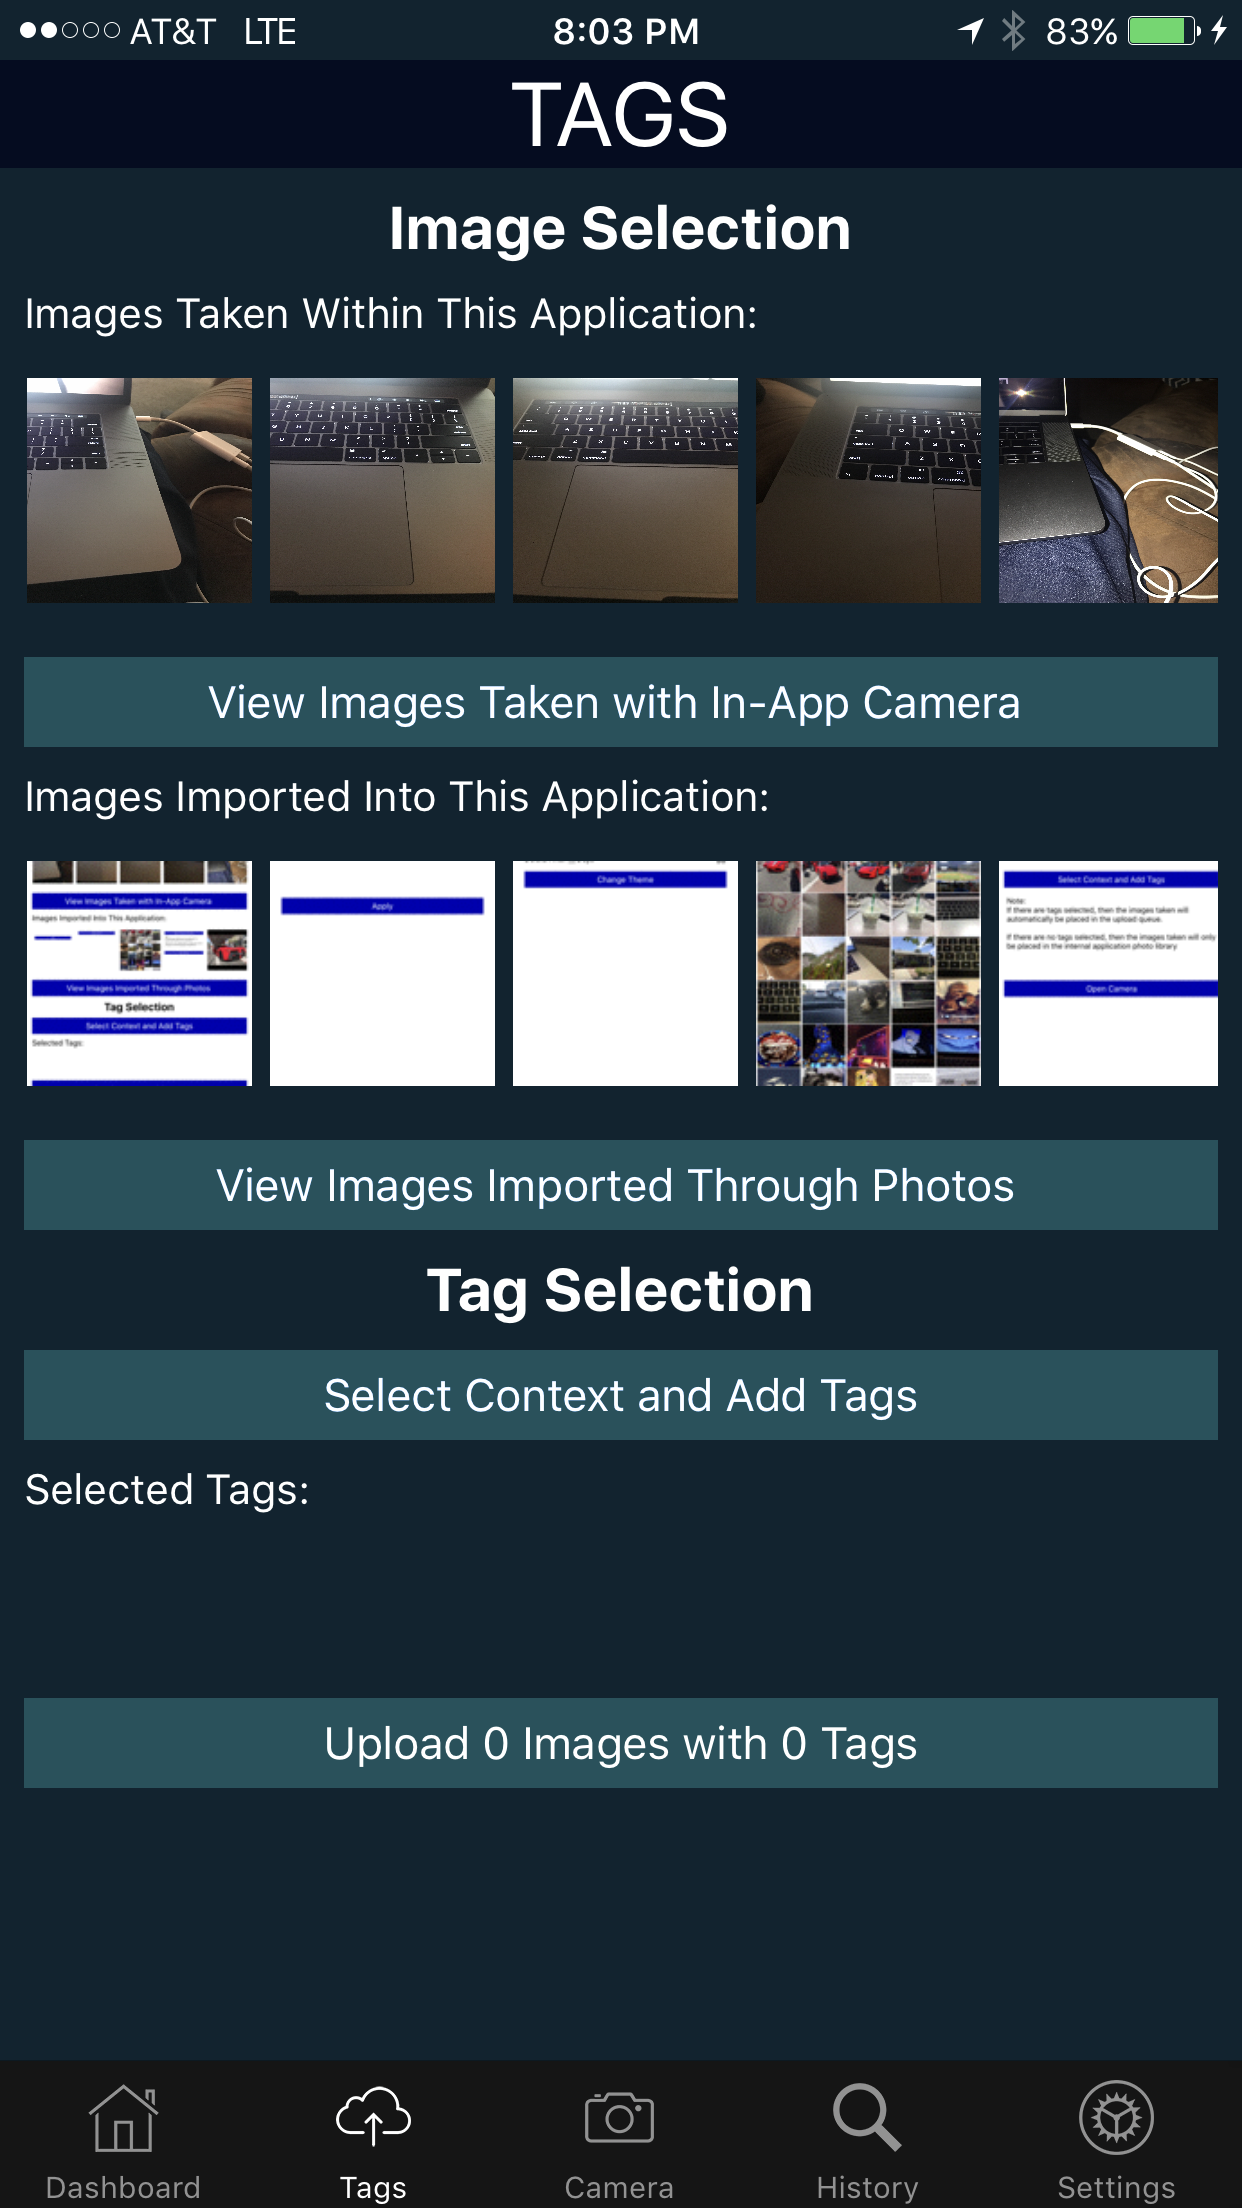 AT&T LTE 8:03 PM 83%
TAGS
Image Selection
Images Taken Within This Application:
View Images Taken with In-App Camera
Images Imported Into This Application:
View Images Taken with In-App Camera
Images Imported Into This Application:
View Images Imported Through Photos
Tag Selection
Select Context and Add Tags
Selected Tags:
Apply
Change Theme
Select Context and Add Tags
Note:
If there are tags selected, then the images taken will
automatically be placed in the upload queue.
If there are no tags selected, then the images taken will only
be placed in the internal application photo library
Open Camera
View Images Imported Through Photos
Tag Selection
Select Context and Add Tags
Selected Tags:
Upload 0 Images with 0 Tags
Dashboard Tags Camera History Settings